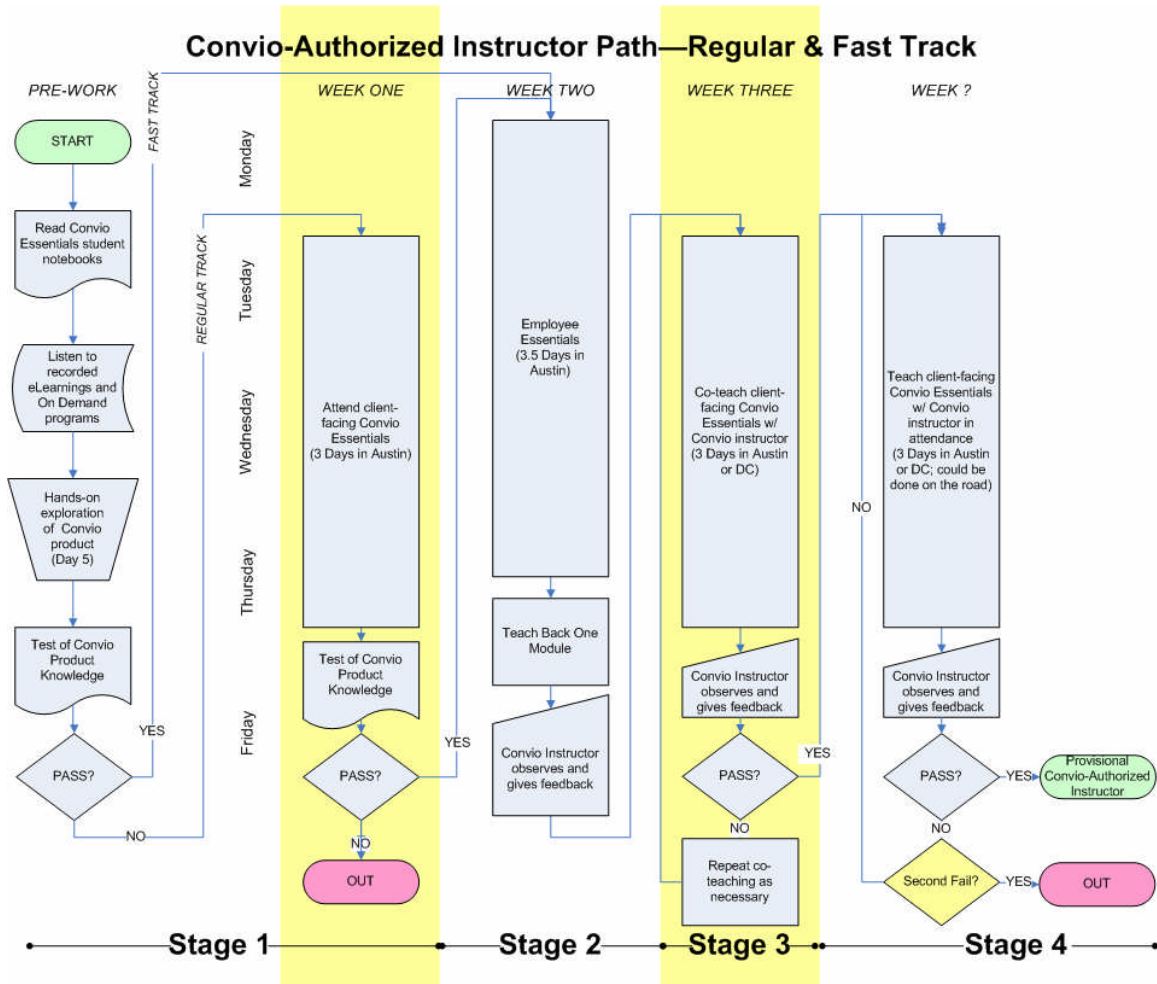 Convio-Authorized Instructor Path—Regular & Fast Track
PRE-WORK
WEEK ONE
WEEK TWO
WEEK THREE
WEEK ?
FAST TRACK
REGULAR TRACK
Monday
Tuesday
Wednesday
Thursday
Friday
START
Read Convio
Essentials student
notebooks
Listen to
recorded
eLearnings and
On Demand
programs
Hands-on
exploration
of Convio
product
(Day 5)
Test of Convio
Product
Knowledge
YES
PASS?
NO
Attend client-
facing Convio
Essentials
(3 Days in Austin)
Test of Convio
Product
Knowledge
PASS?
YES
NO
OUT
Employee
Essentials
(3.5 Days in
Austin)
Teach Back One
Module
Convio Instructor
observes and
gives feedback
Co-teach client-
facing Convio
Essentials w/
Convio instructor
(3 Days in Austin
or DC)
Convio Instructor
observes and
gives feedback
PASS?
YES
NO
Repeat co-
teaching as
necessary
Teach client-facing
Convio Essentials
w/ Convio
instructor in
attendance
(3 Days in Austin
or DC; could be
done on the road)
NO
Convio Instructor
observes and
gives feedback
PASS?
YES
Provisional
Convio-Authorized
Instructor
NO
Second Fail?
YES
OUT
Stage 1
Stage 2
Stage 3
Stage 4